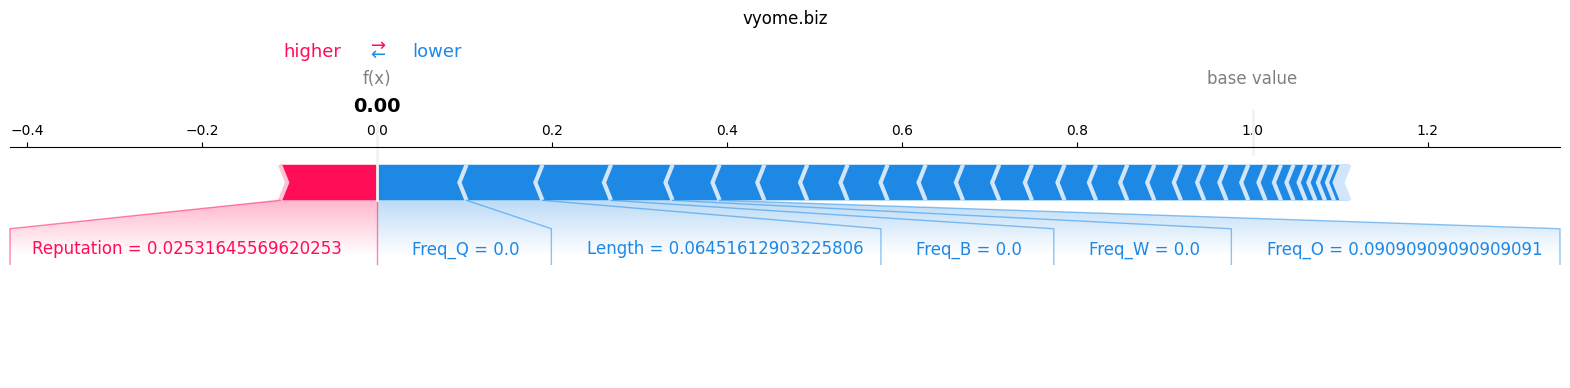 vyome.biz
higher ⇄ lower
f(x) base value
0.00
−0.4 −0.2 0.0 0.2 0.4 0.6 0.8 1.0 1.2
Reputation = 0.02531645569620253 Freq_Q = 0.0 Length = 0.06451612903225806 Freq_B = 0.0 Freq_W = 0.0 Freq_O = 0.09090909090909091